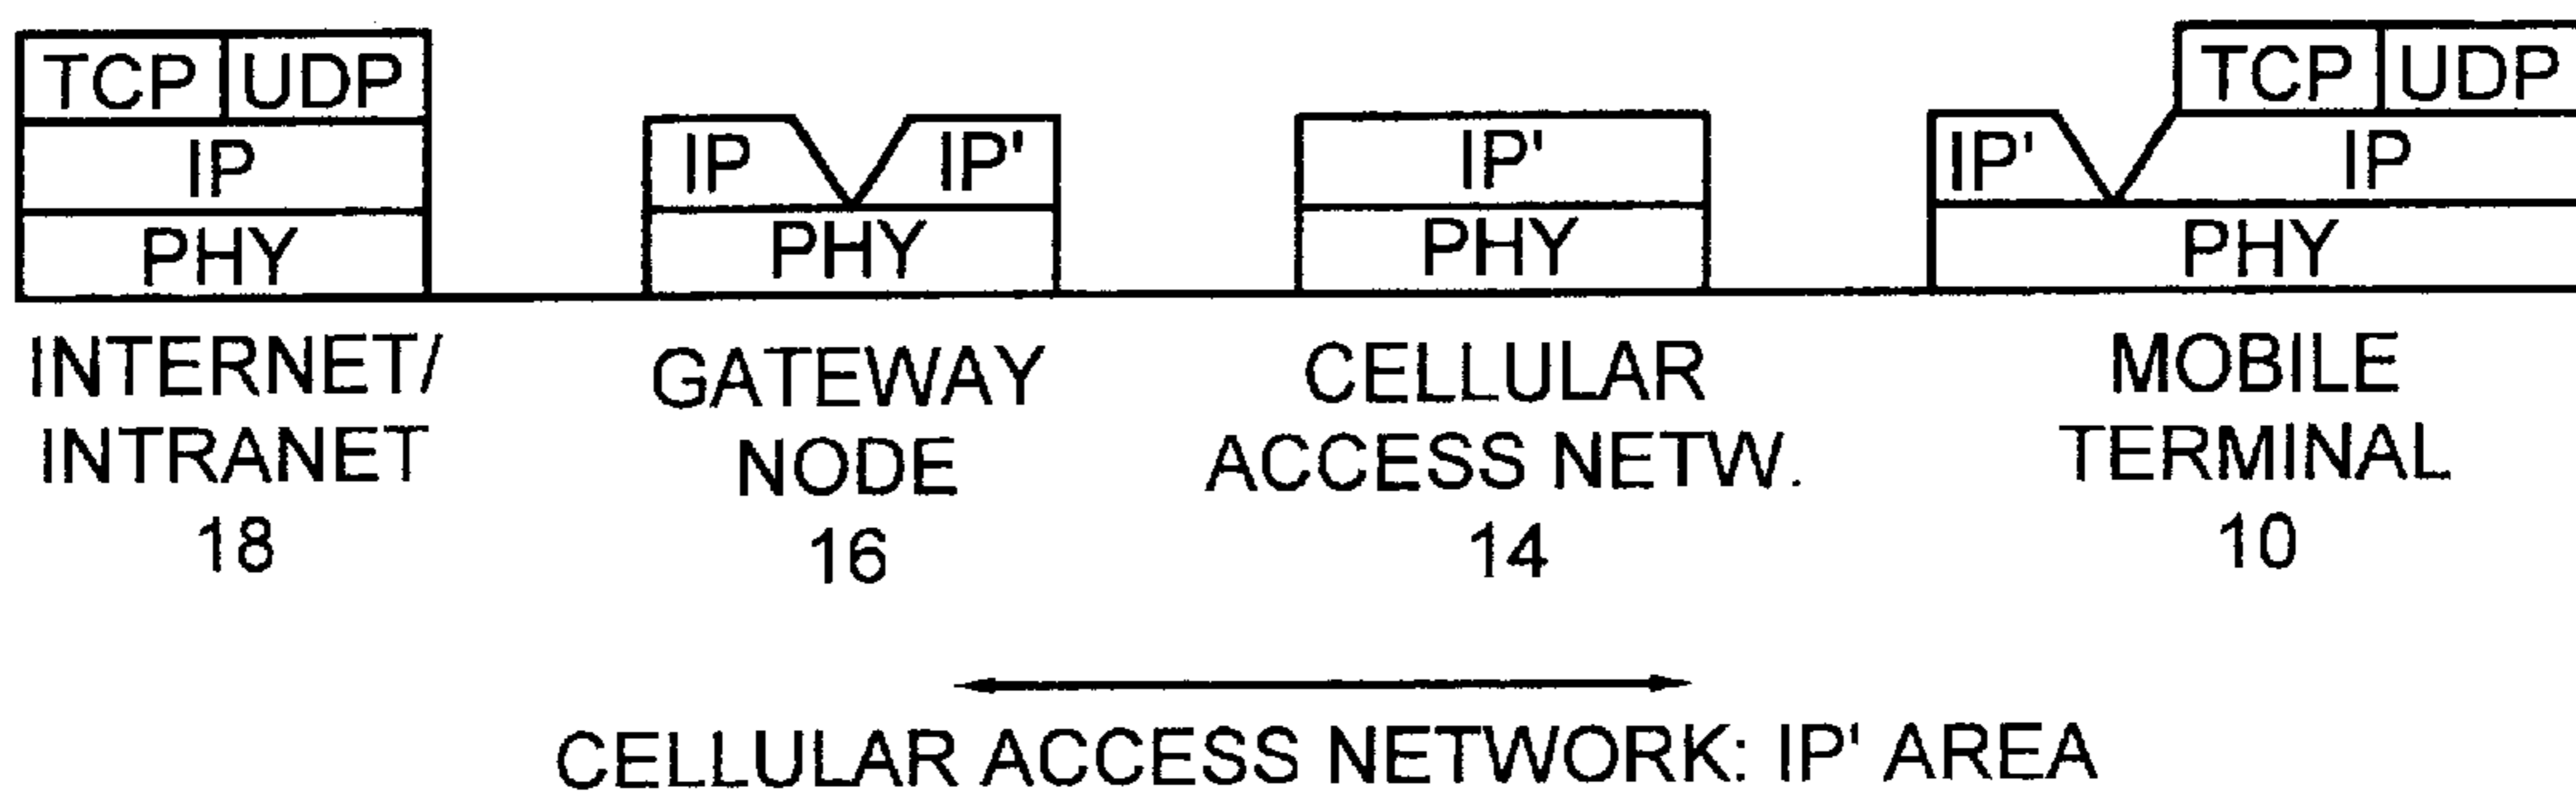 TCP UDP
IP
PHY
INTERNET/
INTRANET
18
IP IP'
PHY
GATEWAY
NODE
16
IP'
PHY
CELLULAR
ACCESS NETW.
14
TCP UDP
IP' IP
PHY
MOBILE
TERMINAL
10
CELLULAR ACCESS NETWORK: IP' AREA